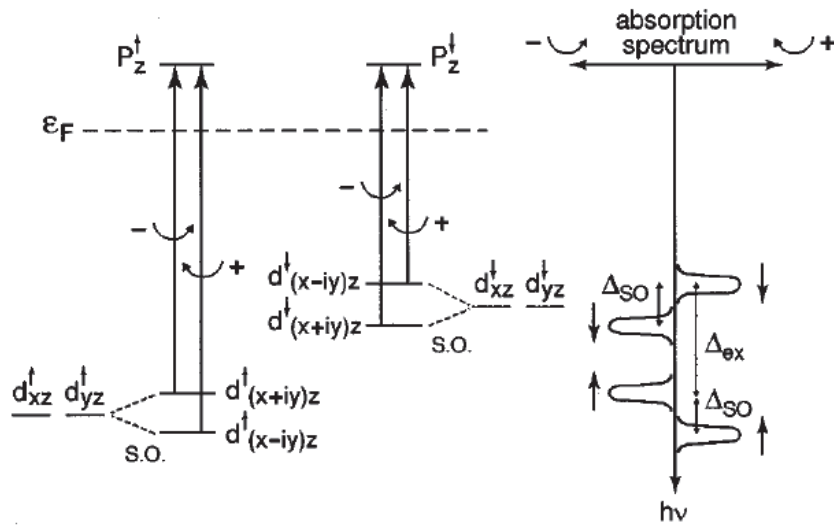 P_z^↑
P_z^↓
- absorption +
spectrum
ε_F
-
+
-
+
d^↓_(x-iy)z
d^↓_(x+iy)z
d^↓_xz d^↓_yz
S.O.
d^↑_xz d^↑_yz
d^↑_(x+iy)z
d^↑_(x-iy)z
S.O.
Δ_SO
Δ_ex
Δ_SO
hν